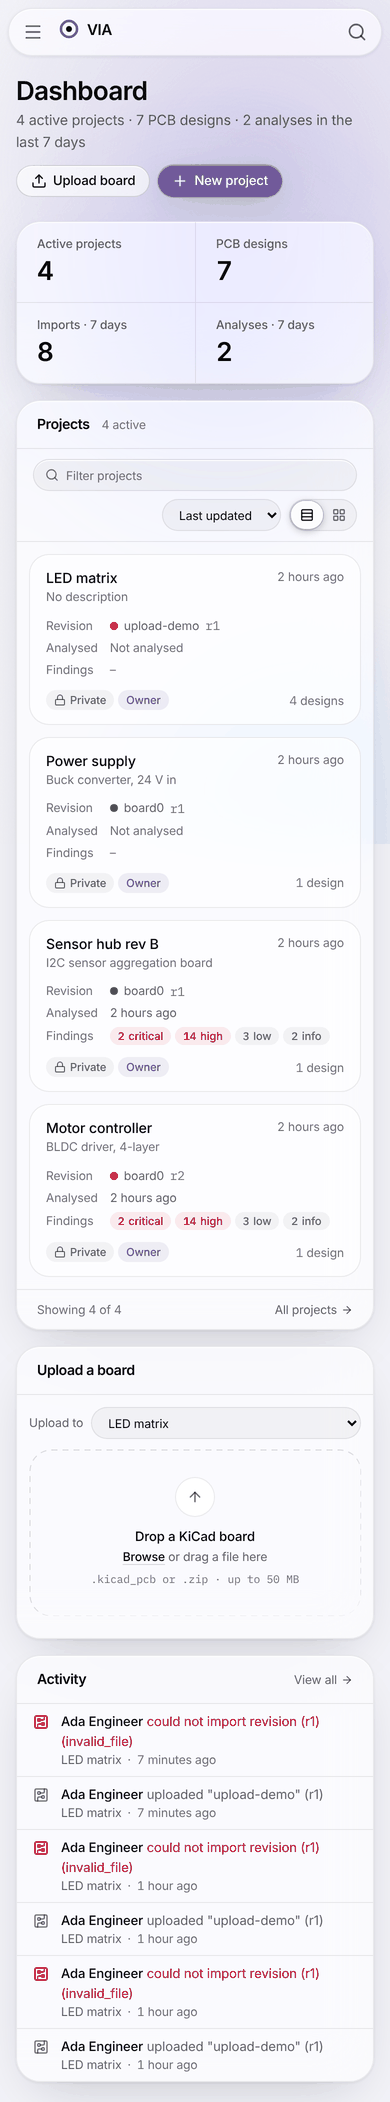 VIA
Dashboard
4 active projects · 7 PCB designs · 2 analyses in the
last 7 days
Upload board
New project
Active projects
4
PCB designs
7
Imports · 7 days
8
Analyses · 7 days
2
Projects 4 active
Filter projects
Last updated
LED matrix 2 hours ago
No description
Revision upload-demo r1
Analysed Not analysed
Findings –
Private Owner 4 designs
Power supply 2 hours ago
Buck converter, 24 V in
Revision board0 r1
Analysed Not analysed
Findings –
Private Owner 1 design
Sensor hub rev B 2 hours ago
I2C sensor aggregation board
Revision board0 r1
Analysed 2 hours ago
Findings 2 critical 14 high 3 low 2 info
Private Owner 1 design
Motor controller 2 hours ago
BLDC driver, 4-layer
Revision board0 r2
Analysed 2 hours ago
Findings 2 critical 14 high 3 low 2 info
Private Owner 1 design
Showing 4 of 4 All projects →
Upload a board
Upload to LED matrix
Drop a KiCad board
Browse or drag a file here
.kicad_pcb or .zip · up to 50 MB
Activity View all →
Ada Engineer could not import revision (r1)
(invalid_file)
LED matrix · 7 minutes ago
Ada Engineer uploaded "upload-demo" (r1)
LED matrix · 7 minutes ago
Ada Engineer could not import revision (r1)
(invalid_file)
LED matrix · 1 hour ago
Ada Engineer uploaded "upload-demo" (r1)
LED matrix · 1 hour ago
Ada Engineer could not import revision (r1)
(invalid_file)
LED matrix · 1 hour ago
Ada Engineer uploaded "upload-demo" (r1)
LED matrix · 1 hour ago